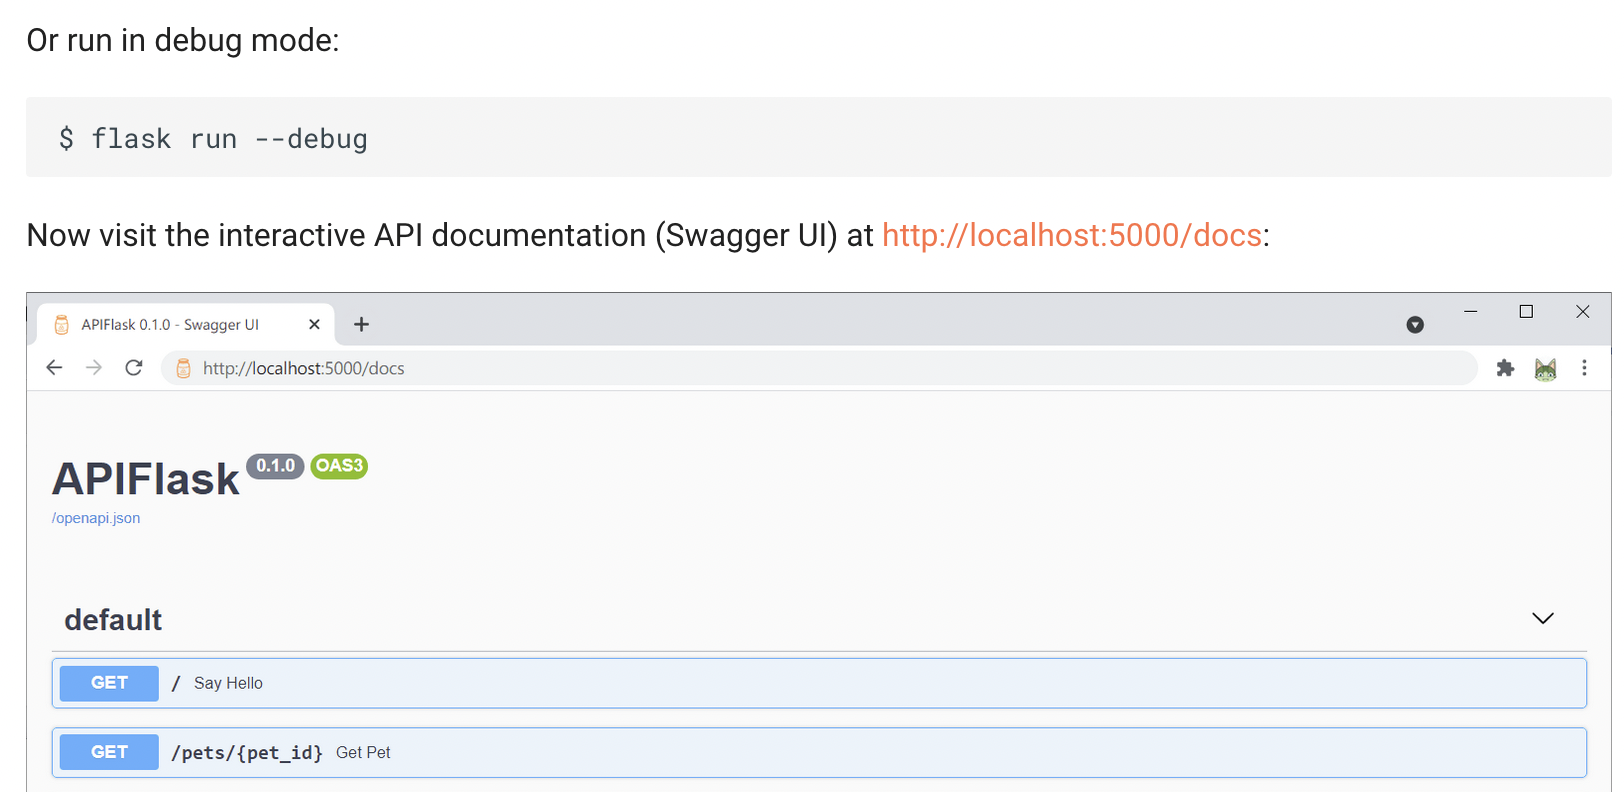 Or run in debug mode:
$ flask run --debug
Now visit the interactive API documentation (Swagger UI) at http://localhost:5000/docs:
APIFlask 0.1.0 - Swagger UI
http://localhost:5000/docs
APIFlask 0.1.0 OAS3
/openapi.json
default
GET / Say Hello
GET /pets/{pet_id} Get Pet